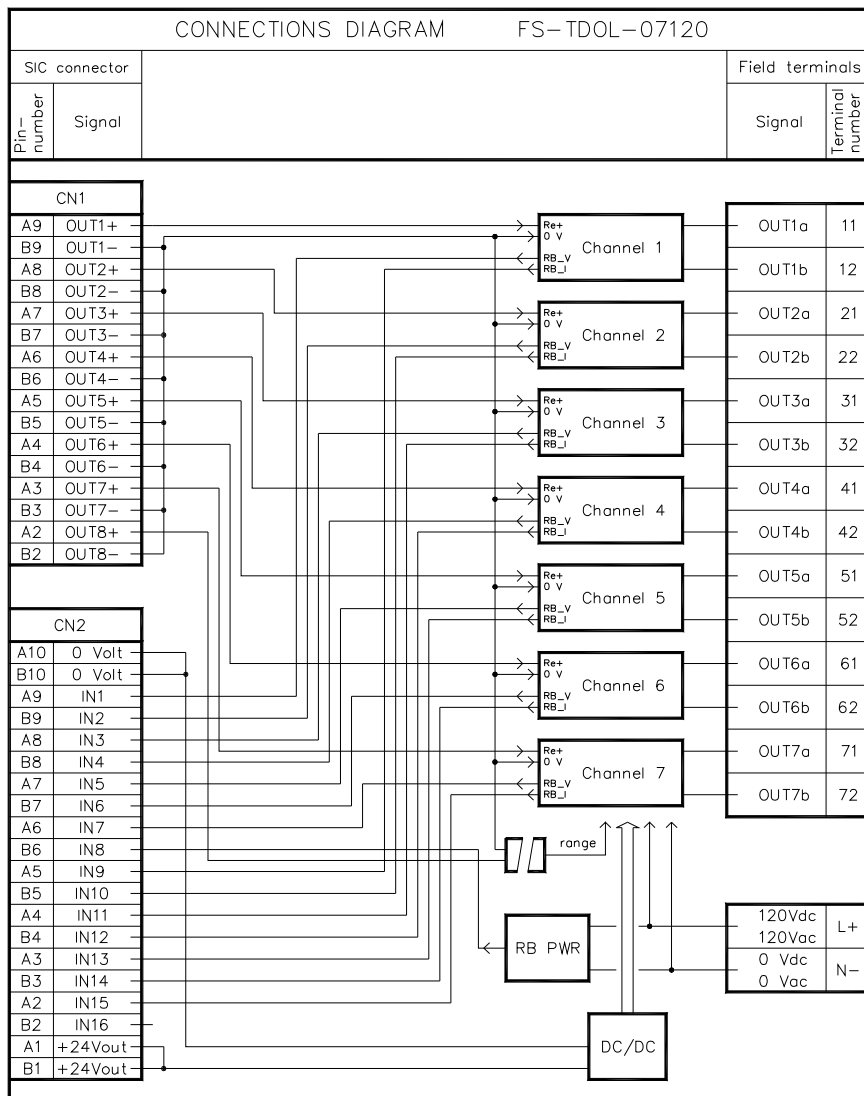 CONNECTIONS DIAGRAM FS-TDOL-07120
SIC connector
Field terminals
Pin-number
Signal
Signal
Terminal number
CN1
A9 OUT1+
B9 OUT1-
A8 OUT2+
B8 OUT2-
A7 OUT3+
B7 OUT3-
A6 OUT4+
B6 OUT4-
A5 OUT5+
B5 OUT5-
A4 OUT6+
B4 OUT6-
A3 OUT7+
B3 OUT7-
A2 OUT8+
B2 OUT8-
CN2
A10 0 Volt
B10 0 Volt
A9 IN1
B9 IN2
A8 IN3
B8 IN4
A7 IN5
B7 IN6
A6 IN7
B6 IN8
A5 IN9
B5 IN10
A4 IN11
B4 IN12
A3 IN13
B3 IN14
A2 IN15
B2 IN16
A1 +24Vout
B1 +24Vout
Re+
0 V
RB_V
RB_I
Channel 1
Re+
0 V
RB_V
RB_I
Channel 2
Re+
0 V
RB_V
RB_I
Channel 3
Re+
0 V
RB_V
RB_I
Channel 4
Re+
0 V
RB_V
RB_I
Channel 5
Re+
0 V
RB_V
RB_I
Channel 6
Re+
0 V
RB_V
RB_I
Channel 7
range
RB PWR
DC/DC
OUT1a 11
OUT1b 12
OUT2a 21
OUT2b 22
OUT3a 31
OUT3b 32
OUT4a 41
OUT4b 42
OUT5a 51
OUT5b 52
OUT6a 61
OUT6b 62
OUT7a 71
OUT7b 72
120Vdc
120Vac
L+
0 Vdc
0 Vac
N-